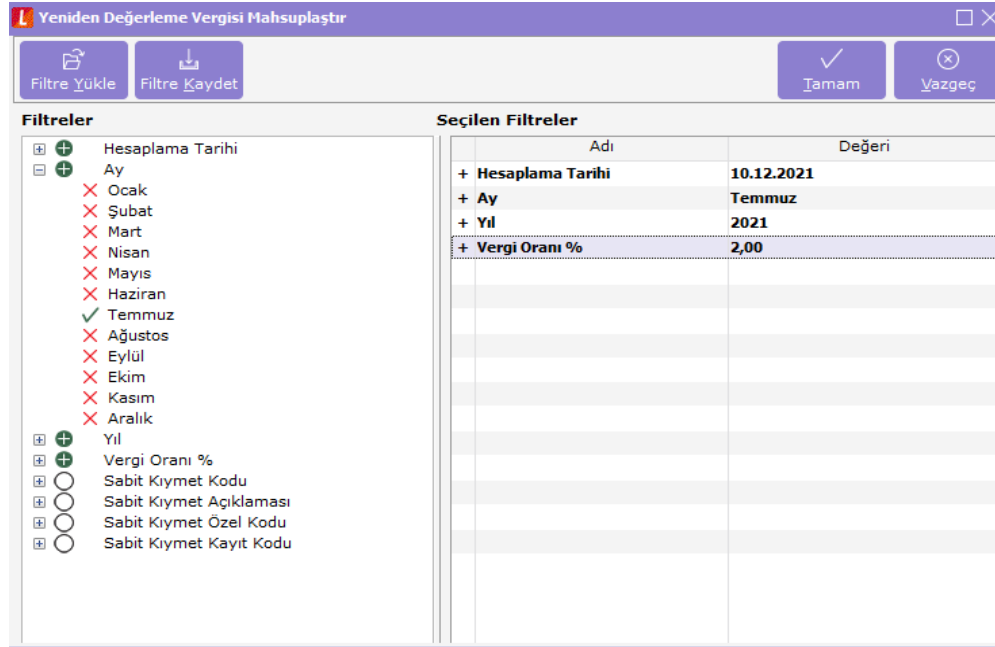 Yeniden Değerleme Vergisi Mahsuplaştır
Filtre Yükle
Filtre Kaydet
Tamam
Vazgeç
Filtreler
Seçilen Filtreler
Hesaplama Tarihi
Ay
Ocak
Şubat
Mart
Nisan
Mayıs
Haziran
Temmuz
Ağustos
Eylül
Ekim
Kasım
Aralık
Yıl
Vergi Oranı %
Sabit Kıymet Kodu
Sabit Kıymet Açıklaması
Sabit Kıymet Özel Kodu
Sabit Kıymet Kayıt Kodu
Adı Değeri
+ Hesaplama Tarihi 10.12.2021
+ Ay Temmuz
+ Yıl 2021
+ Vergi Oranı % 2,00